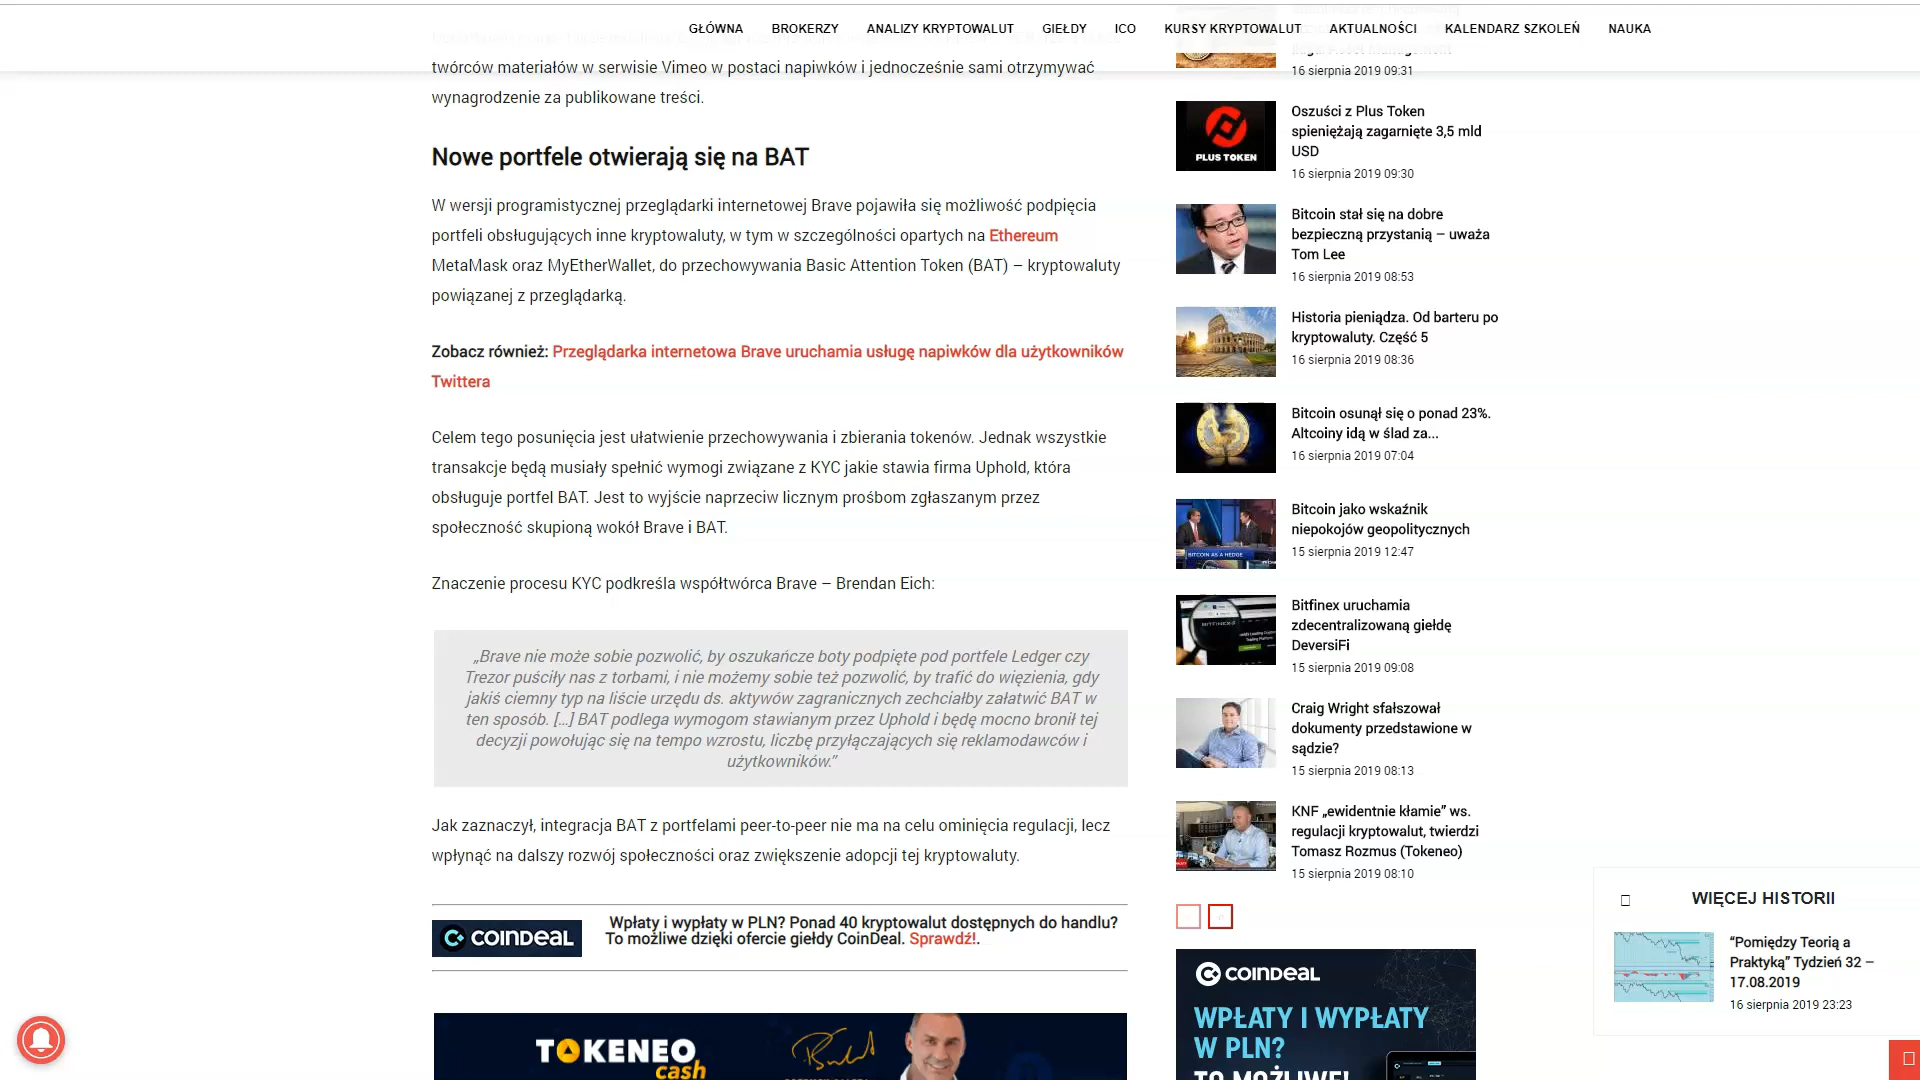 GŁÓWNA BROKERZY ANALIZY KRYPTOWALUT GIEŁDY ICO KURSY KRYPTOWALUT AKTUALNOŚCI KALENDARZ SZKOLEŃ NAUKA
twórców materiałów w serwisie Vimeo w postaci napiwków i jednocześnie sami otrzymywać
wynagrodzenie za publikowane treści.
Nowe portfele otwierają się na BAT
W wersji programistycznej przeglądarki internetowej Brave pojawiła się możliwość podpięcia
portfeli obsługujących inne kryptowaluty, w tym w szczególności opartych na Ethereum
MetaMask oraz MyEtherWallet, do przechowywania Basic Attention Token (BAT) – kryptowaluty
powiązanej z przeglądarką.
Zobacz również: Przeglądarka internetowa Brave uruchamia usługę napiwków dla użytkowników
Twittera
Celem tego posunięcia jest ułatwienie przechowywania i zbierania tokenów. Jednak wszystkie
transakcje będą musiały spełnić wymogi związane z KYC jakie stawia firma Uphold, która
obsługuje portfel BAT. Jest to wyjście naprzeciw licznym prośbom zgłaszanym przez
społeczność skupioną wokół Brave i BAT.
Znaczenie procesu KYC podkreśla współtwórca Brave – Brendan Eich:
„Brave nie może sobie pozwolić, by oszukańcze boty podpięte pod portfele Ledger czy
Trezor puściły nas z torbami, i nie możemy sobie też pozwolić, by trafić do więzienia, gdy
jakiś ciemny typ na liście urzędu ds. aktywów zagranicznych zechciałby załatwić BAT w
ten sposób. [...] BAT podlega wymogom stawianym przez Uphold i będę mocno bronił tej
decyzji powołując się na tempo wzrostu, liczbę przyłączających się reklamodawców i
użytkowników.”
Jak zaznaczył, integracja BAT z portfelami peer-to-peer nie ma na celu ominięcia regulacji, lecz
wpłynąć na dalszy rozwój społeczności oraz zwiększenie adopcji tej kryptowaluty.
COINDEAL
Wpłaty i wypłaty w PLN? Ponad 40 kryptowalut dostępnych do handlu?
To możliwe dzięki ofercie giełdy CoinDeal. Sprawdź!.
TOKENEO
cash
16 sierpnia 2019 09:31
PLUS TOKEN
Oszuści z Plus Token
spieniężają zagarnięte 3,5 mld
USD
16 sierpnia 2019 09:30
Bitcoin stał się na dobre
bezpieczną przystanią – uważa
Tom Lee
16 sierpnia 2019 08:53
Historia pieniądza. Od barteru po
kryptowaluty. Część 5
16 sierpnia 2019 08:36
Bitcoin osunął się o ponad 23%.
Altcoiny idą w ślad za...
16 sierpnia 2019 07:04
BITCOIN AS A HEDGE
Bitcoin jako wskaźnik
niepokojów geopolitycznych
15 sierpnia 2019 12:47
Bitfinex uruchamia
zdecentralizowaną giełdę
DeversiFi
15 sierpnia 2019 09:08
Craig Wright sfałszował
dokumenty przedstawione w
sądzie?
15 sierpnia 2019 08:13
KNF „ewidentnie kłamie” ws.
regulacji kryptowalut, twierdzi
Tomasz Rozmus (Tokeneo)
15 sierpnia 2019 08:10
COINDEAL
WPŁATY I WYPŁATY
W PLN?
TO MOŻLIWE!
WIĘCEJ HISTORII
“Pomiędzy Teorią a
Praktyką” Tydzień 32 –
17.08.2019
16 sierpnia 2019 23:23